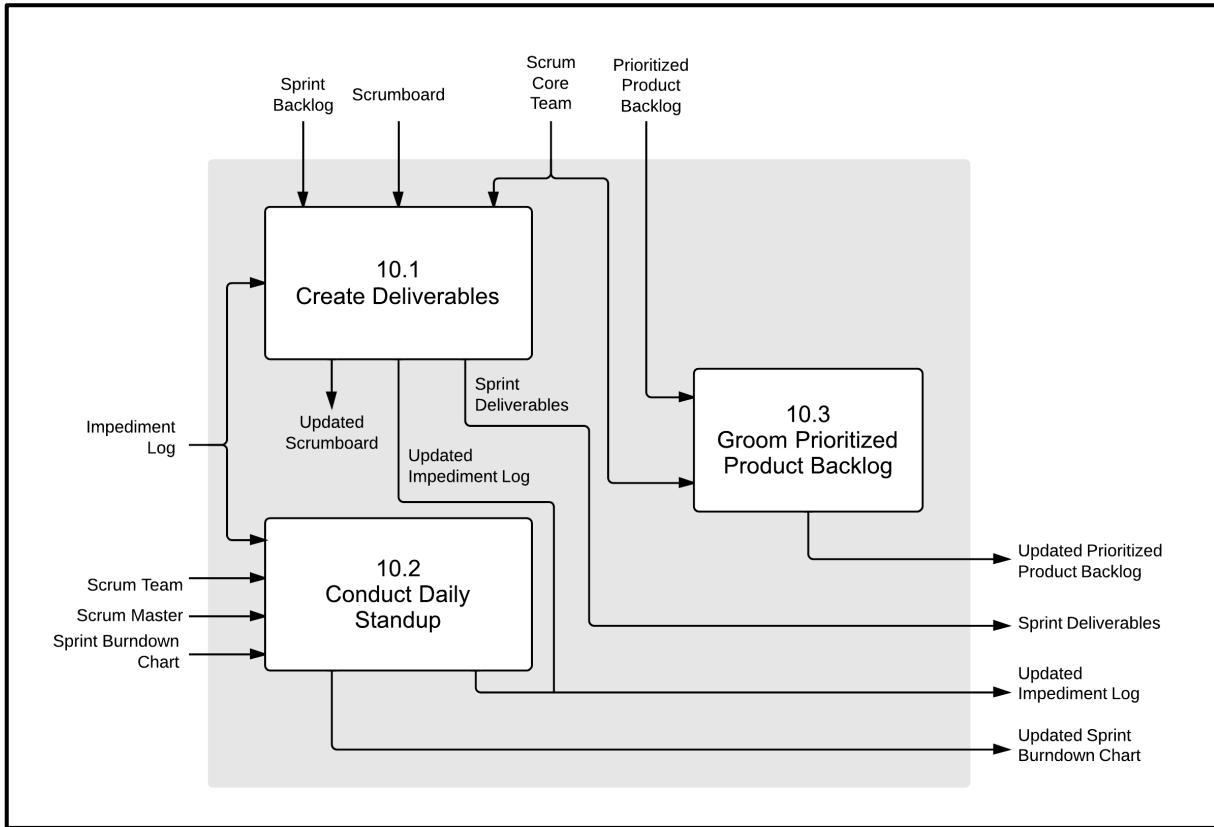 Sprint
Backlog
Scrumboard
Scrum
Core
Team
Prioritized
Product
Backlog
10.1
Create Deliverables
Impediment
Log
Updated
Scrumboard
Sprint
Deliverables
Updated
Impediment Log
10.3
Groom Prioritized
Product Backlog
10.2
Conduct Daily
Standup
Scrum Team
Scrum Master
Sprint Burndown
Chart
Updated Prioritized
Product Backlog
Sprint Deliverables
Updated
Impediment Log
Updated Sprint
Burndown Chart